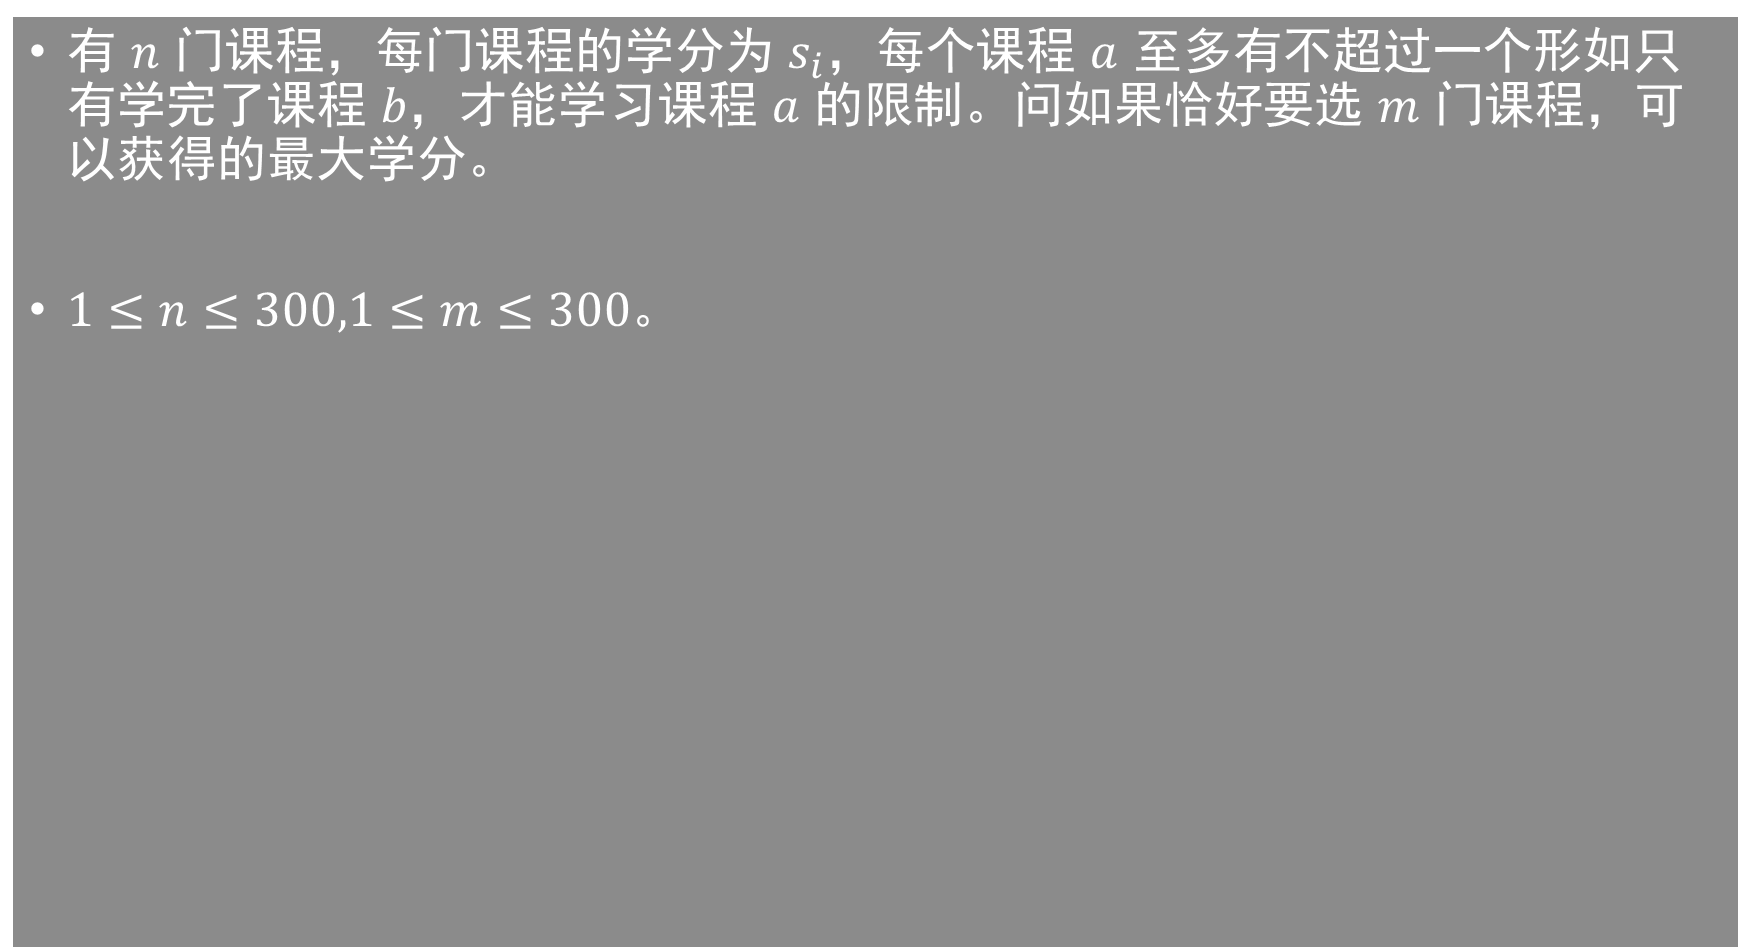 • 有 n 门课程，每门课程的学分为 sᵢ，每个课程 a 至多有不超过一个形如只
有学完了课程 b，才能学习课程 a 的限制。问如果恰好要选 m 门课程，可
以获得的最大学分。
• 1 ≤ n ≤ 300,1 ≤ m ≤ 300。